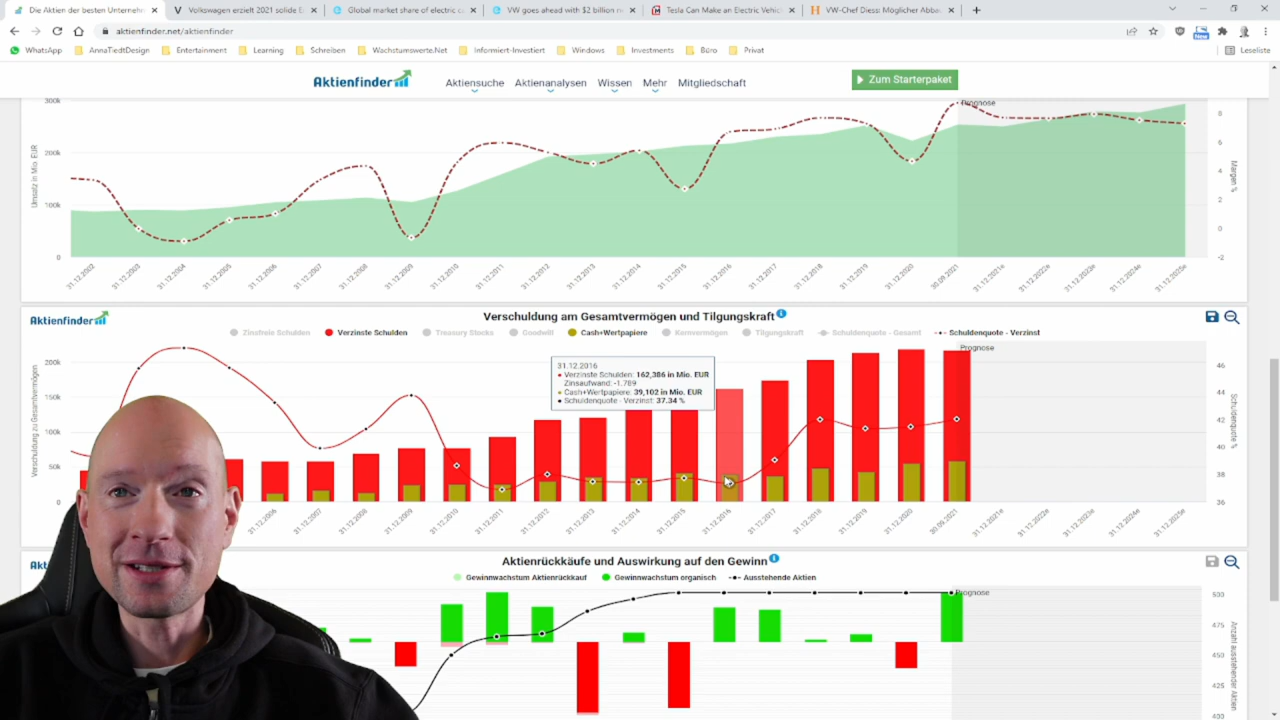 Die Aktien der besten Unternehm
Volkswagen erzielt 2021 solide E
Global market share of electric c
VW goes ahead with $2 billion n
Tesla Can Make an Electric Vehicl
VW-Chef Diess: Möglicher Abba
aktienfinder.net/aktienfinder
New
WhatsApp AnnaTiedtDesign Entertainment Learning Schreiben Wachstumswerte.Net Informiert-Investiert Windows Investments Büro Privat Leseliste
Aktienfinder Aktiensuche Aktienanalysen Wissen Mehr Mitgliedschaft Zum Starterpaket
300k
200k
100k
0
Umsatz in Mio. EUR
Prognose
8
6
4
2
0
-2
Margen %
31.12.2002 31.12.2003 31.12.2004 31.12.2005 31.12.2006 31.12.2007 31.12.2008 31.12.2009 31.12.2010 31.12.2011 31.12.2012 31.12.2013 31.12.2014 31.12.2015 31.12.2016 31.12.2017 31.12.2018 31.12.2019 31.12.2020 30.09.2021 31.12.2021e 31.12.2022e 31.12.2023e 31.12.2024e 31.12.2025e
Aktienfinder
Verschuldung am Gesamtvermögen und Tilgungskraft
Zinsfreie Schulden Verzinste Schulden Treasury Stocks Goodwill Cash+Wertpapiere Kernvermögen Tilgungskraft Schuldenquote - Gesamt Schuldenquote - Verzinst
200k
150k
100k
50k
0
Verschuldung zu Gesamtvermögen
Prognose
31.12.2016
Verzinste Schulden: 162,386 in Mio. EUR
Zinsaufwand: -1.789
Cash+Wertpapiere: 39,102 in Mio. EUR
Schuldenquote - Verzinst: 37.34 %
46
44
42
40
38
36
Schuldenquote %
31.12.2006 31.12.2007 31.12.2008 31.12.2009 31.12.2010 31.12.2011 31.12.2012 31.12.2013 31.12.2014 31.12.2015 31.12.2016 31.12.2017 31.12.2018 31.12.2019 31.12.2020 30.09.2021 31.12.2021e 31.12.2022e 31.12.2023e 31.12.2024e 31.12.2025e
Akt
Aktienrückkäufe und Auswirkung auf den Gewinn
Gewinnwachstum Aktienrückkauf Gewinnwachstum organisch Ausstehende Aktien
Prognose
500
475
450
425
400
Anzahl ausstehender Aktien